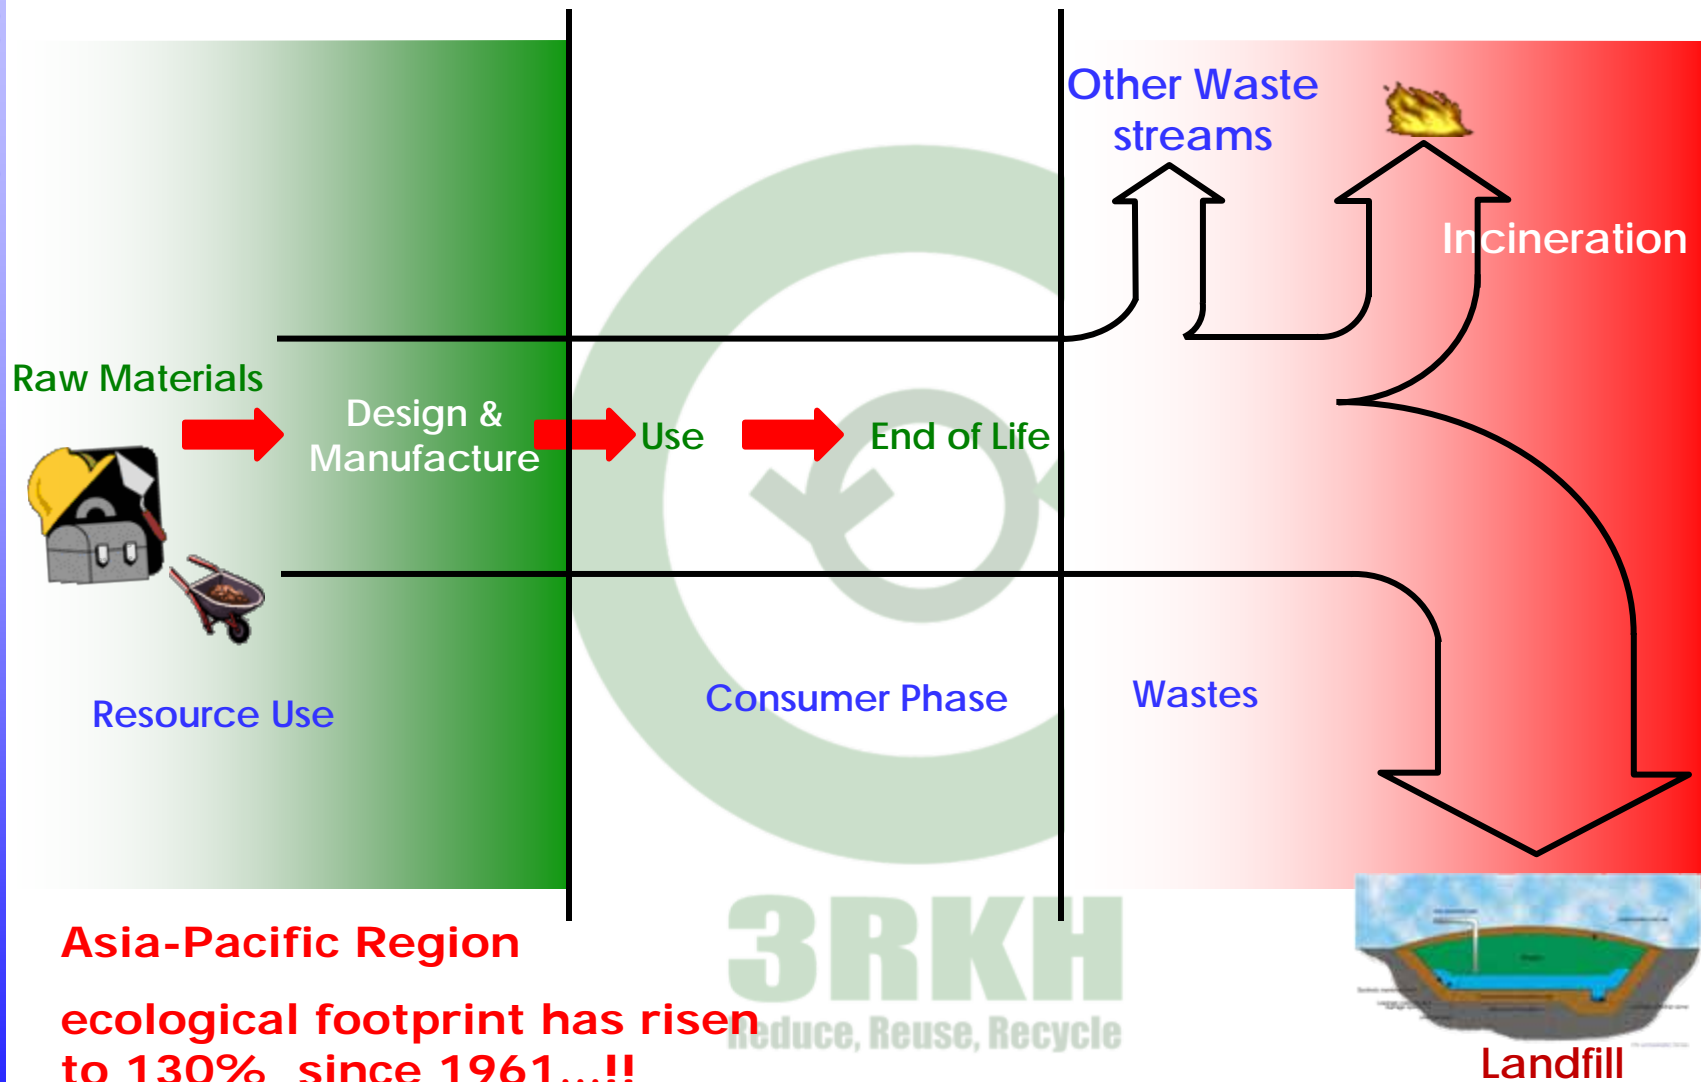 Other Waste
streams
Incineration
Raw Materials
Design &
Manufacture
Use
End of Life
Resource Use
Consumer Phase
Wastes
3RKH
Reduce, Reuse, Recycle
Asia-Pacific Region
ecological footprint has risen
to 130% since 1961...!!
Landfill